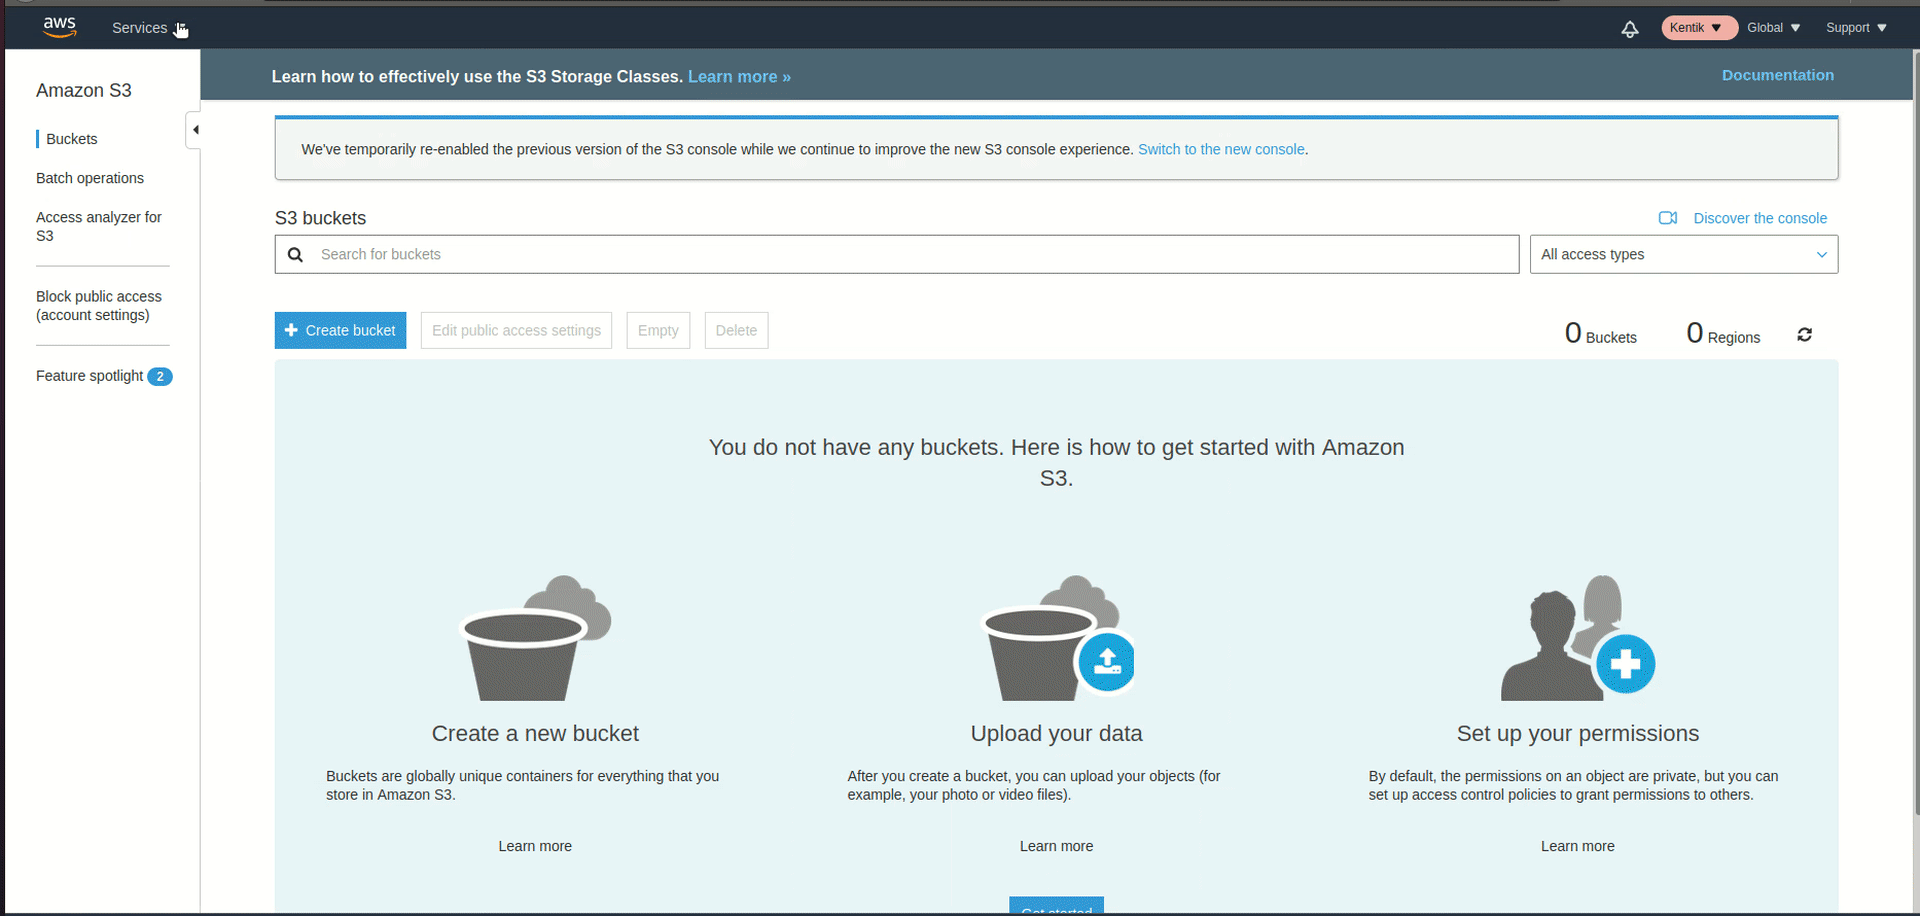 aws
Services
Kentik
Global
Support
Amazon S3
Buckets
Batch operations
Access analyzer for
S3
Block public access
(account settings)
Feature spotlight 2
Learn how to effectively use the S3 Storage Classes. Learn more »
Documentation
We've temporarily re-enabled the previous version of the S3 console while we continue to improve the new S3 console experience. Switch to the new console.
S3 buckets
Discover the console
Search for buckets
All access types
Create bucket
Edit public access settings
Empty
Delete
0 Buckets
0 Regions
You do not have any buckets. Here is how to get started with Amazon
S3.
Create a new bucket
Buckets are globally unique containers for everything that you
store in Amazon S3.
Learn more
Upload your data
After you create a bucket, you can upload your objects (for
example, your photo or video files).
Learn more
Set up your permissions
By default, the permissions on an object are private, but you can
set up access control policies to grant permissions to others.
Learn more
Get started